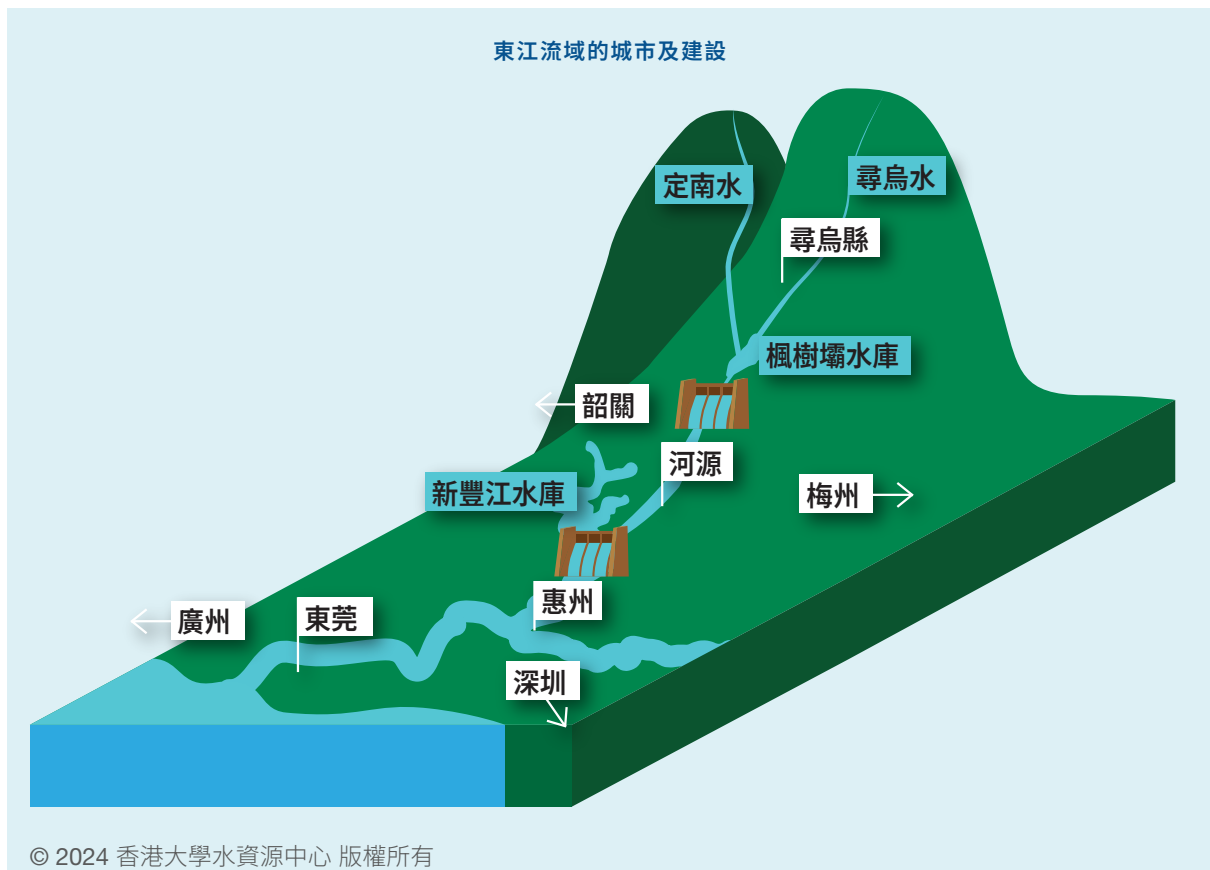 東江流域的城市及建設
定南水
尋烏水
尋烏縣
楓樹壩水庫
韶關
河源
新豐江水庫
梅州
惠州
廣州
東莞
深圳
© 2024 香港大學水資源中心 版權所有